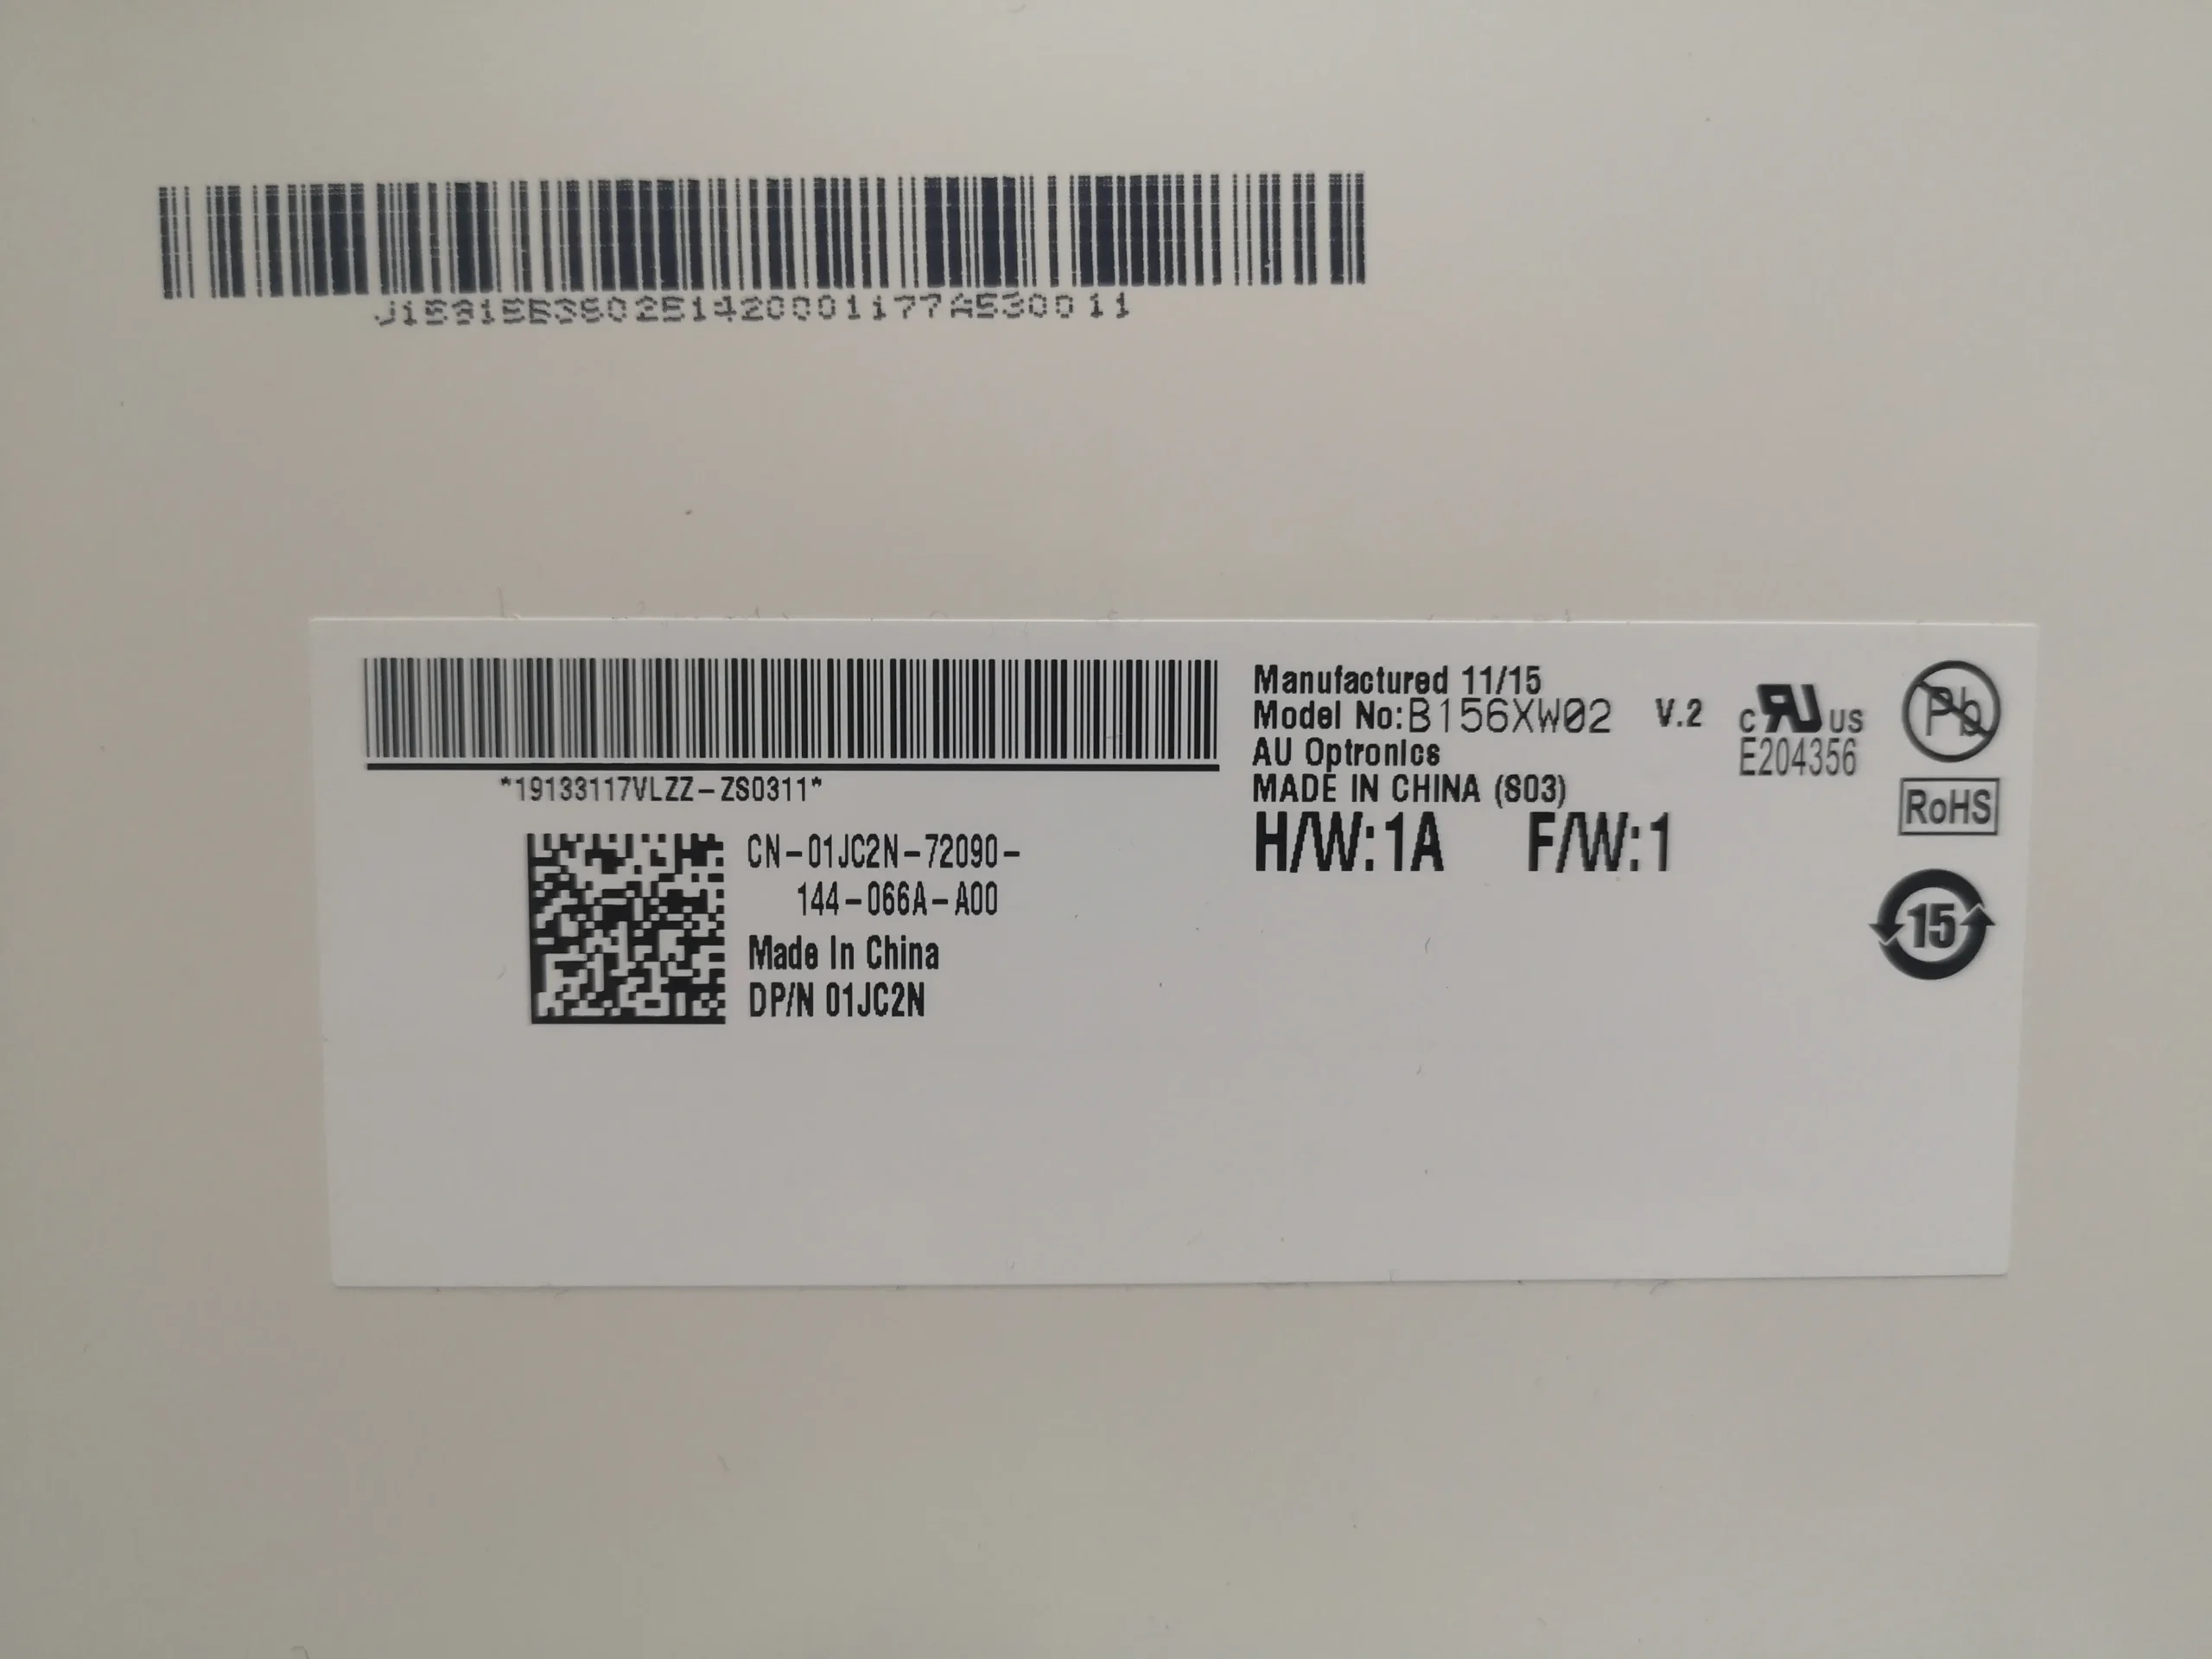 *19133117VLZZ-ZS0311*
CN-01JC2N-72090-
144-066A-A00
Made In China
DP/N 01JC2N
Manufactured 11/15
Model No:B156XW02 V.2
AU Optronics
MADE IN CHINA (S03)
H/W:1A F/W:1
c RU US
E204356
Pb
RoHS
15